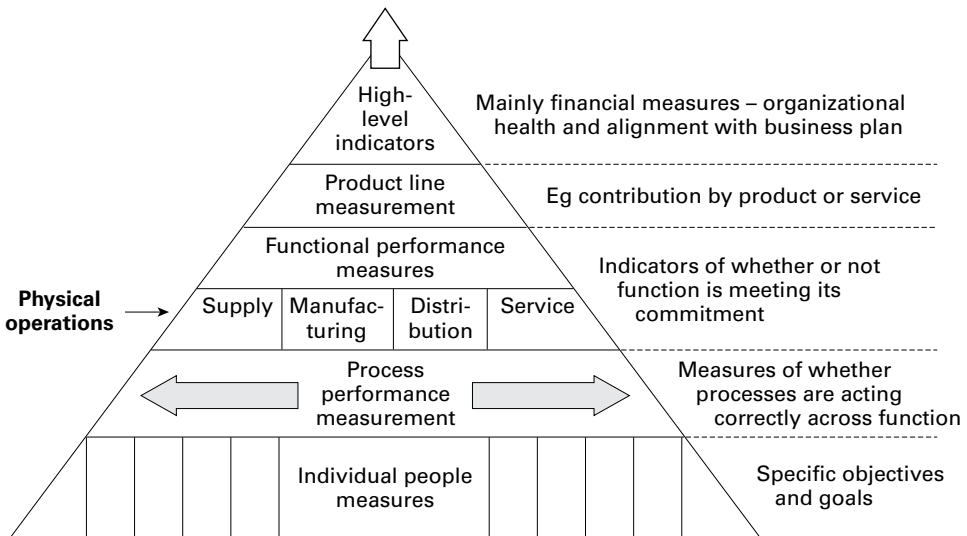 High-
level
indicators
Mainly financial measures – organizational
health and alignment with business plan
Product line
measurement
Eg contribution by product or service
Functional performance
measures
Indicators of whether or not
function is meeting its
commitment
Physical
operations
Supply
Manufac-
turing
Distri-
bution
Service
Process
performance
measurement
Measures of whether
processes are acting
correctly across function
Individual people
measures
Specific objectives
and goals